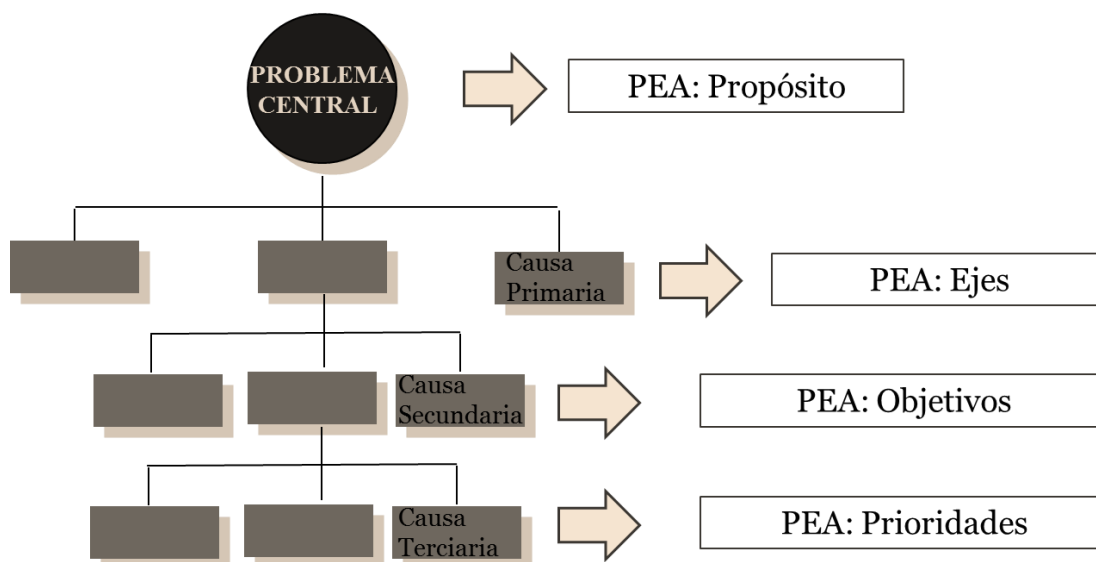 PROBLEMA
CENTRAL
PEA: Propósito
Causa
Primaria
PEA: Ejes
Causa
Secundaria
PEA: Objetivos
Causa
Terciaria
PEA: Prioridades